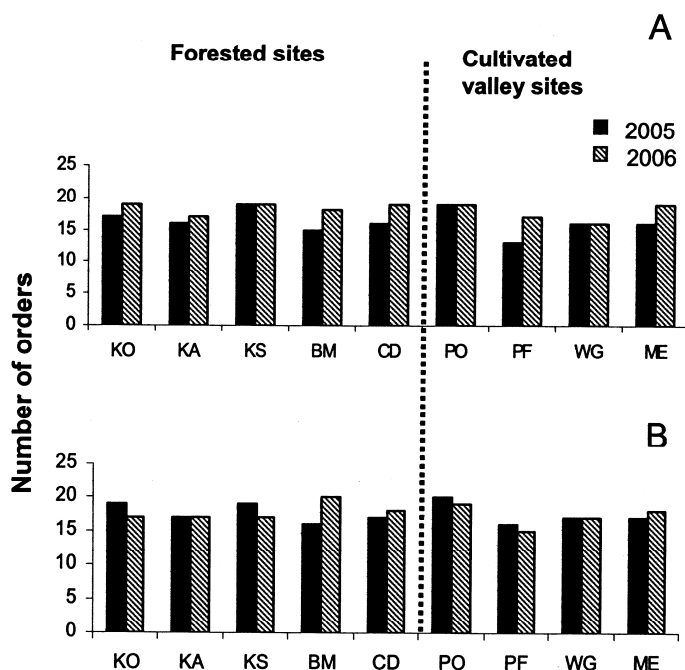 A
Forested sites
Cultivated
valley sites
2005
2006
Number of orders
25
20
15
10
5
0
KO KA KS BM CD PO PF WG ME
B
25
20
15
10
5
0
KO KA KS BM CD PO PF WG ME